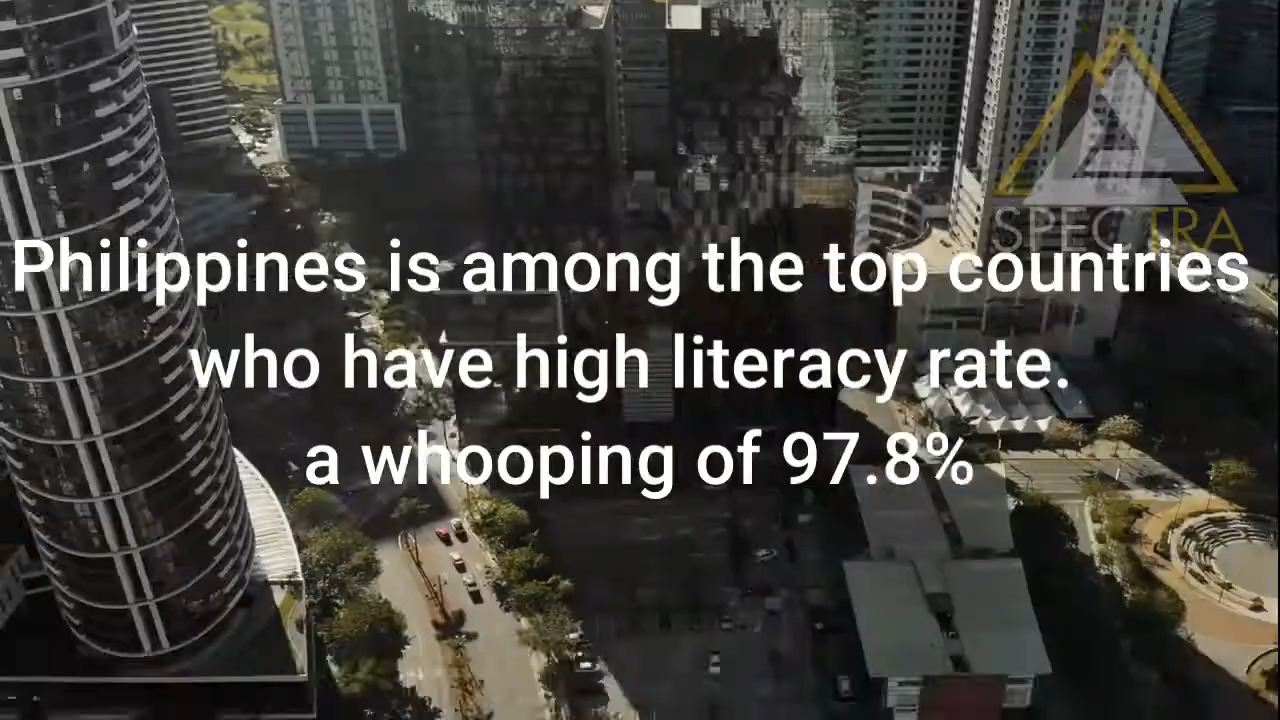 SPECTRA
Philippines is among the top countries
who have high literacy rate.
a whooping of 97.8%